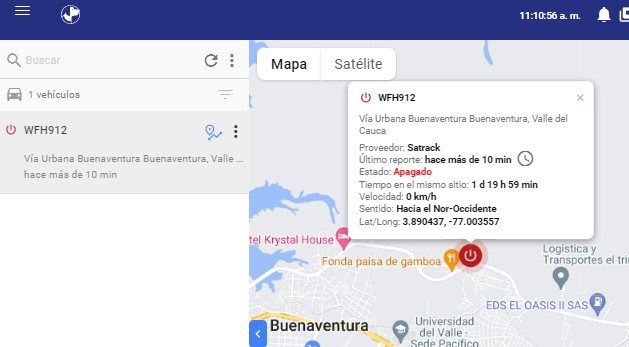 11:10:56 a. m.
Buscar
1 vehículos
WFH912
Vía Urbana Buenaventura Buenaventura, Valle ...
hace más de 10 min
Mapa
Satélite
WFH912
Vía Urbana Buenaventura Buenaventura, Valle del
Cauca
Proveedor: Satrack
Último reporte: hace más de 10 min
Estado: Apagado
Tiempo en el mismo sitio: 1 d 19 h 59 min
Velocidad: 0 km/h
Sentido: Hacia el Nor-Occidente
Lat/Long: 3.890437, -77.003557
tel Krystal House
Fonda paisa de gamboa
Logística y
Transportes el tri
EDS EL OASIS II SAS
Buenaventura
Universidad
del Valle -
Sede Pacífico